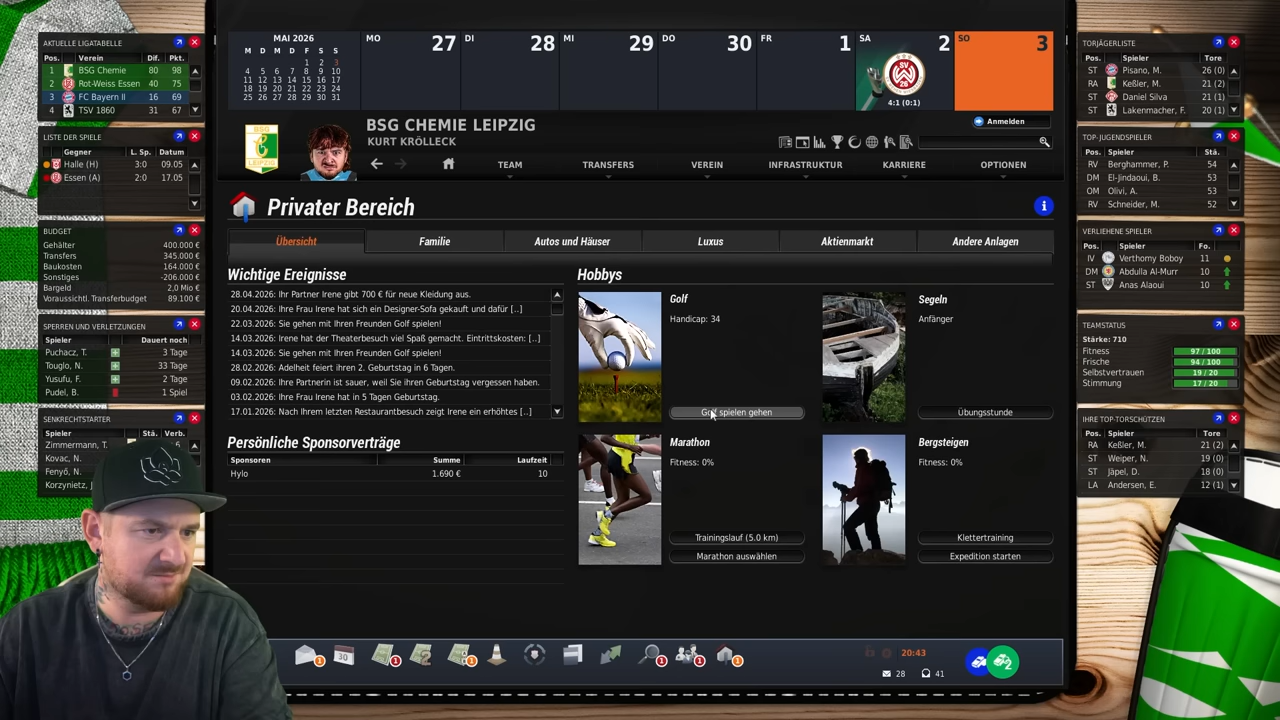 AKTUELLE LIGATABELLE
Pos. Verein Dif. Pkt.
1 BSG Chemie 80 98
2 Rot-Weiss Essen 40 75
3 FC Bayern II 16 69
4 TSV 1860 31 67
LISTE DER SPIELE
Gegner L. Sp. Datum
Halle (H) 3:0 09.05
Essen (A) 2:0 17.05
BUDGET
Gehälter 400.000 €
Transfers 345.000 €
Baukosten 164.000 €
Sonstiges -206.000 €
Bargeld 2,0 Mio €
Voraussichtl. Transferbudget 89.100 €
SPERREN UND VERLETZUNGEN
Spieler Dauert noch
Puchacz, T. 3 Tage
Touglo, N. 33 Tage
Yusufu, F. 2 Tage
Pudel, B. 1 Spiel
SENKRECHTSTARTER
Spieler Stä. Verb.
Zimmermann, T.
Kovac, N.
Fenyő, N.
Korzynietz, J.
MAI 2026
M D M D F S S
1 2 3
4 5 6 7 8 9 10
11 12 13 14 15 16 17
18 19 20 21 22 23 24
25 26 27 28 29 30 31
MO 27
DI 28
MI 29
DO 30
FR 1
SA 2
4:1 (0:1)
SO 3
BSG LEIPZIG
BSG CHEMIE LEIPZIG
KURT KRÖLLECK
Anmelden
TEAM TRANSFERS VEREIN INFRASTRUKTUR KARRIERE OPTIONEN
Privater Bereich
Übersicht Familie Autos und Häuser Luxus Aktienmarkt Andere Anlagen
Wichtige Ereignisse
28.04.2026: Ihr Partner Irene gibt 700 € für neue Kleidung aus.
20.04.2026: Ihre Frau Irene hat sich ein Designer-Sofa gekauft und dafür [..]
22.03.2026: Sie gehen mit Ihren Freunden Golf spielen!
14.03.2026: Irene hat der Theaterbesuch viel Spaß gemacht. Eintrittskosten: [..]
14.03.2026: Sie gehen mit Ihren Freunden Golf spielen!
28.02.2026: Adelheit feiert ihren 2. Geburtstag in 6 Tagen.
09.02.2026: Ihre Partnerin ist sauer, weil Sie ihren Geburtstag vergessen haben.
03.02.2026: Ihre Frau Irene hat in 5 Tagen Geburtstag.
17.01.2026: Nach Ihrem letzten Restaurantbesuch zeigt Irene ein erhöhtes [..]
Persönliche Sponsorverträge
Sponsoren Summe Laufzeit
Hylo 1.690 € 10
Hobbys
Golf
Handicap: 34
Golf spielen gehen
Segeln
Anfänger
Übungsstunde
Marathon
Fitness: 0%
Trainingslauf (5.0 km)
Marathon auswählen
Bergsteigen
Fitness: 0%
Klettertraining
Expedition starten
30
20:43
28 41
2
TORJÄGERLISTE
Pos. Spieler Tore
ST Pisano, M. 26 (0)
RA Keßler, M. 21 (2)
ST Daniel Silva 21 (1)
ST Lakenmacher, F. 20 (1)
TOP-JUGENDSPIELER
Pos. Spieler Stä.
RV Berghammer, P. 54
DM El-Jindaoui, B. 53
OM Olivi, A. 53
RV Schneider, M. 52
VERLIEHENE SPIELER
Pos. Spieler Fo.
IV Verthomy Boboy 11
DM Abdulla Al-Murr 10
ST Anas Alaoui 10
TEAMSTATUS
Stärke: 710
Fitness 97 / 100
Frische 94 / 100
Selbstvertrauen 19 / 20
Stimmung 17 / 20
IHRE TOP-TORSCHÜTZEN
Pos. Spieler Tore
RA Keßler, M. 21 (2)
ST Weiper, N. 19 (0)
ST Jäpel, D. 18 (0)
LA Andersen, E. 12 (1)